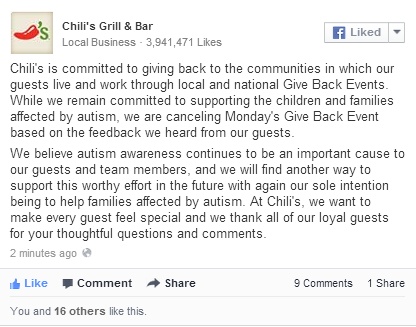 Chili's Grill & Bar
Local Business · 3,941,471 Likes
Liked
Chili's is committed to giving back to the communities in which our
guests live and work through local and national Give Back Events.
While we remain committed to supporting the children and families
affected by autism, we are canceling Monday's Give Back Event
based on the feedback we heard from our guests.
We believe autism awareness continues to be an important cause to
our guests and team members, and we will find another way to
support this worthy effort in the future with again our sole intention
being to help families affected by autism. At Chili's, we want to
make every guest feel special and we thank all of our loyal guests
for your thoughtful questions and comments.
2 minutes ago
Like Comment Share 9 Comments 1 Share
You and 16 others like this.